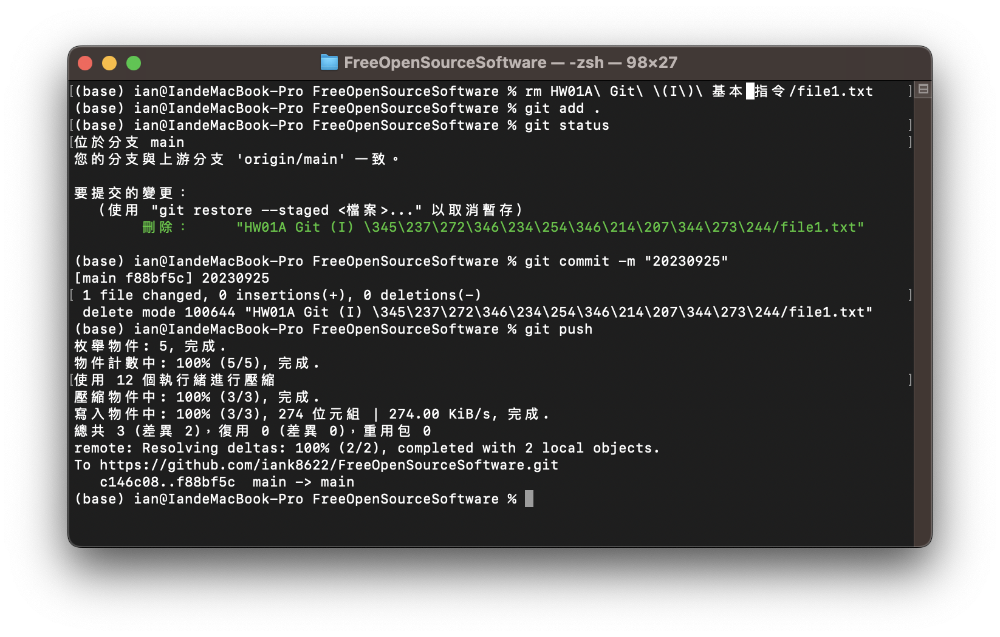 FreeOpenSourceSoftware — -zsh — 98×27
[(base) ian@IandeMacBook-Pro FreeOpenSourceSoftware % rm HW01A\ Git\ \(I\)\ 基本 指令/file1.txt ]
(base) ian@IandeMacBook-Pro FreeOpenSourceSoftware % git add .
[(base) ian@IandeMacBook-Pro FreeOpenSourceSoftware % git status ]
[位於分支 main ]
您的分支與上游分支 'origin/main' 一致。
要提交的變更：
（使用 "git restore --staged <檔案>..." 以取消暫存）
刪除： "HW01A Git (I) \345\237\272\346\234\254\346\214\207\344\273\244/file1.txt"
(base) ian@IandeMacBook-Pro FreeOpenSourceSoftware % git commit -m "20230925"
[main f88bf5c] 20230925
[ 1 file changed, 0 insertions(+), 0 deletions(-) ]
delete mode 100644 "HW01A Git (I) \345\237\272\346\234\254\346\214\207\344\273\244/file1.txt"
(base) ian@IandeMacBook-Pro FreeOpenSourceSoftware % git push
枚舉物件: 5, 完成.
物件計數中: 100% (5/5), 完成.
[使用 12 個執行緒進行壓縮 ]
壓縮物件中: 100% (3/3), 完成.
寫入物件中: 100% (3/3), 274 位元組 | 274.00 KiB/s, 完成.
總共 3 (差異 2)，復用 0 (差異 0)，重用包 0
remote: Resolving deltas: 100% (2/2), completed with 2 local objects.
To https://github.com/iank8622/FreeOpenSourceSoftware.git
c146c08..f88bf5c main -> main
(base) ian@IandeMacBook-Pro FreeOpenSourceSoftware %